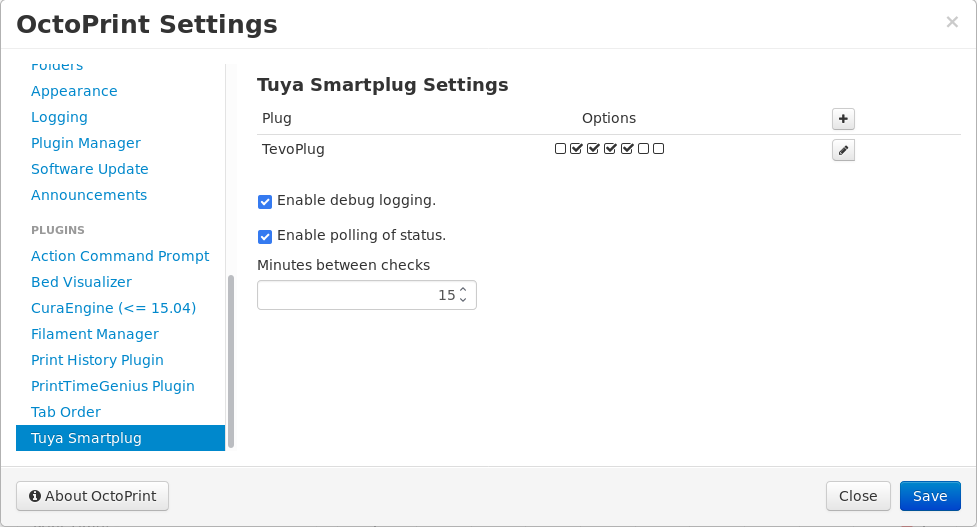 OctoPrint Settings
×
Folders
Appearance
Logging
Plugin Manager
Software Update
Announcements
PLUGINS
Action Command Prompt
Bed Visualizer
CuraEngine (<= 15.04)
Filament Manager
Print History Plugin
PrintTimeGenius Plugin
Tab Order
Tuya Smartplug
Tuya Smartplug Settings
Plug Options
TevoPlug
Enable debug logging.
Enable polling of status.
Minutes between checks
15
About OctoPrint
Close Save